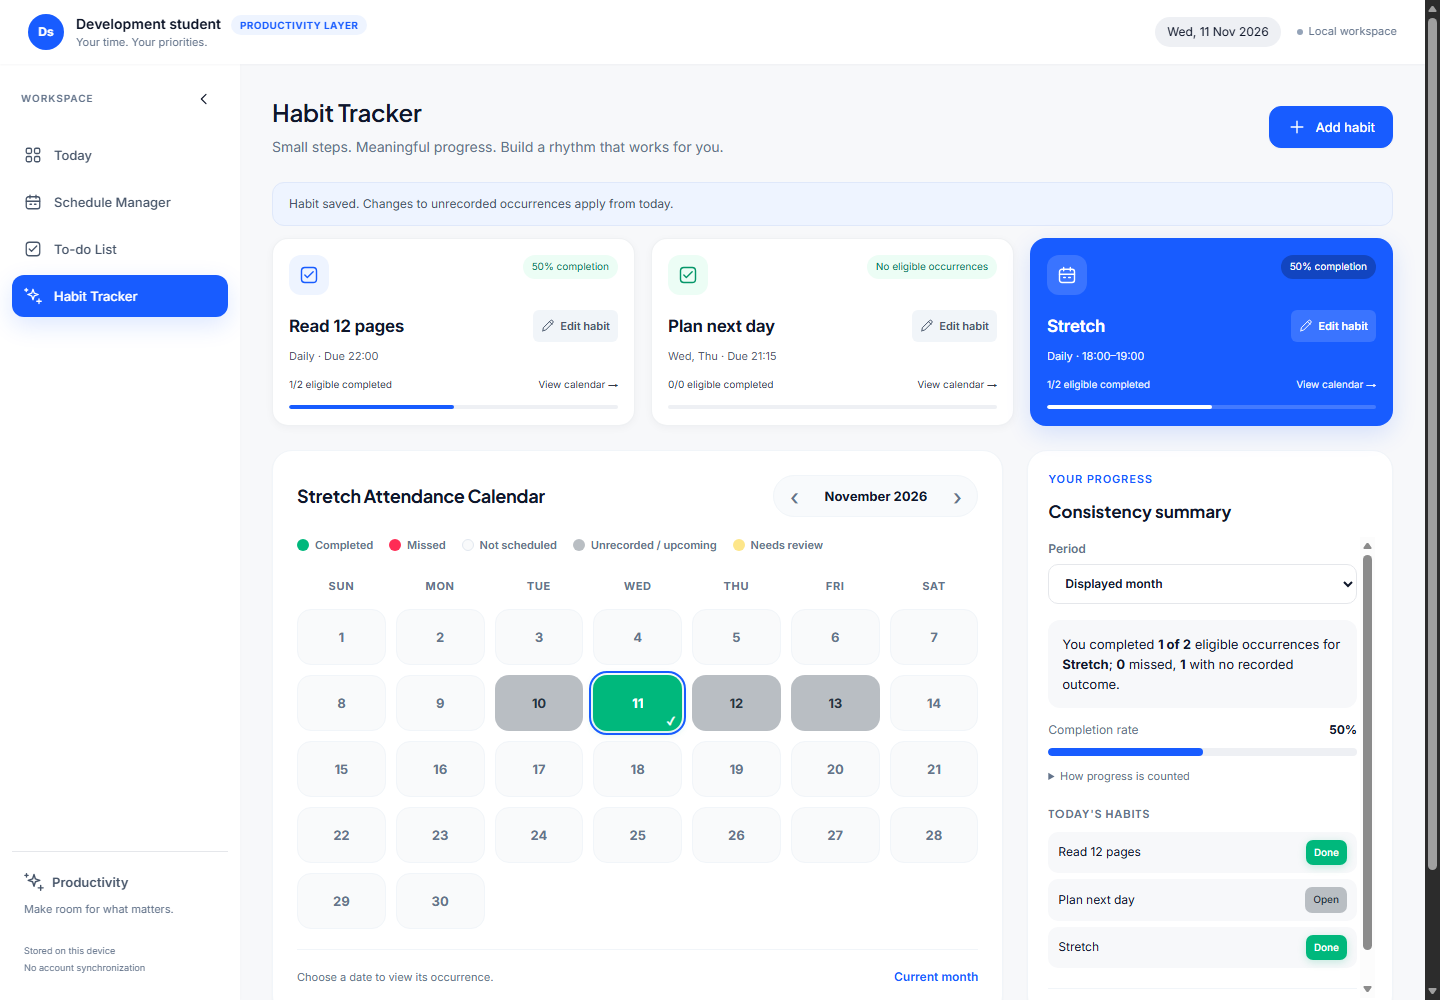 Ds
Development student
PRODUCTIVITY LAYER
Your time. Your priorities.
Wed, 11 Nov 2026
Local workspace
WORKSPACE
Today
Schedule Manager
To-do List
Habit Tracker
Productivity
Make room for what matters.
Stored on this device
No account synchronization
Habit Tracker
Small steps. Meaningful progress. Build a rhythm that works for you.
Add habit
Habit saved. Changes to unrecorded occurrences apply from today.
50% completion
Read 12 pages
Edit habit
Daily · Due 22:00
1/2 eligible completed
View calendar →
No eligible occurrences
Plan next day
Edit habit
Wed, Thu · Due 21:15
0/0 eligible completed
View calendar →
50% completion
Stretch
Edit habit
Daily · 18:00–19:00
1/2 eligible completed
View calendar →
Stretch Attendance Calendar
November 2026
Completed Missed Not scheduled Unrecorded / upcoming Needs review
SUN MON TUE WED THU FRI SAT
1 2 3 4 5 6 7
8 9 10 11 12 13 14
15 16 17 18 19 20 21
22 23 24 25 26 27 28
29 30
Choose a date to view its occurrence.
Current month
YOUR PROGRESS
Consistency summary
Period
Displayed month
You completed 1 of 2 eligible occurrences for
Stretch; 0 missed, 1 with no recorded
outcome.
Completion rate 50%
How progress is counted
TODAY'S HABITS
Read 12 pages Done
Plan next day Open
Stretch Done